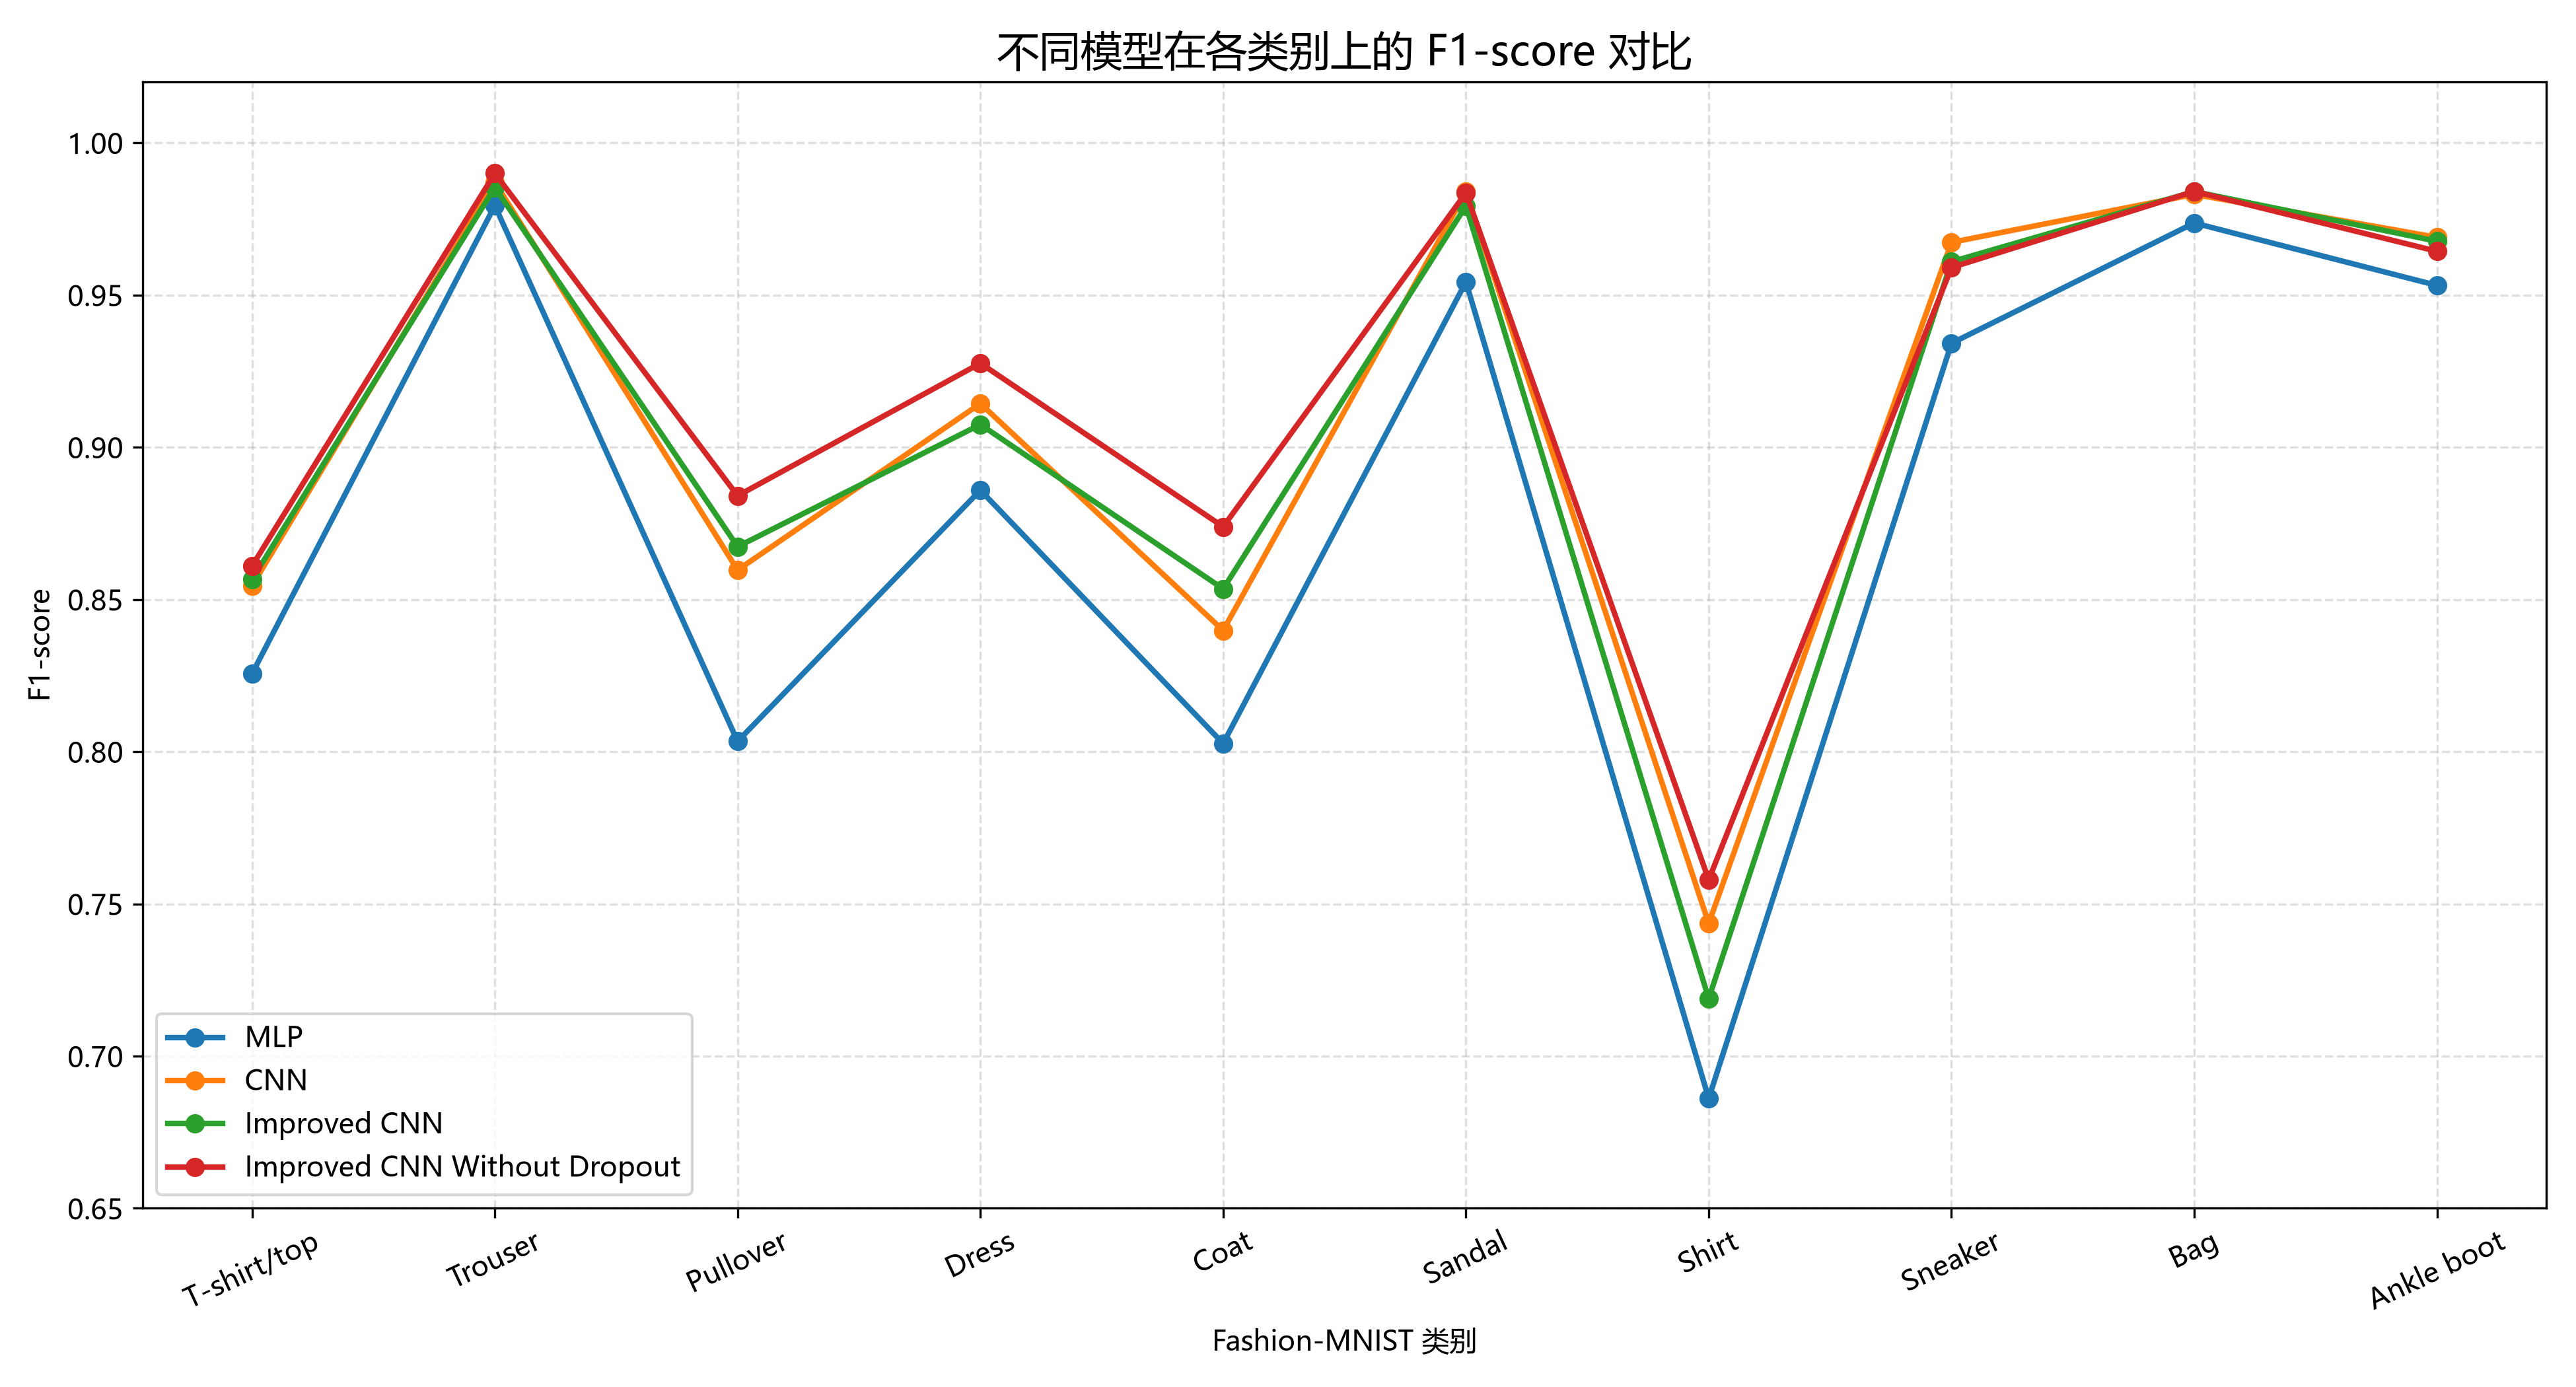 不同模型在各类别上的 F1-score 对比
F1-score
1.00
0.95
0.90
0.85
0.80
0.75
0.70
0.65
MLP
CNN
Improved CNN
Improved CNN Without Dropout
T-shirt/top
Trouser
Pullover
Dress
Coat
Sandal
Shirt
Sneaker
Bag
Ankle boot
Fashion-MNIST 类别